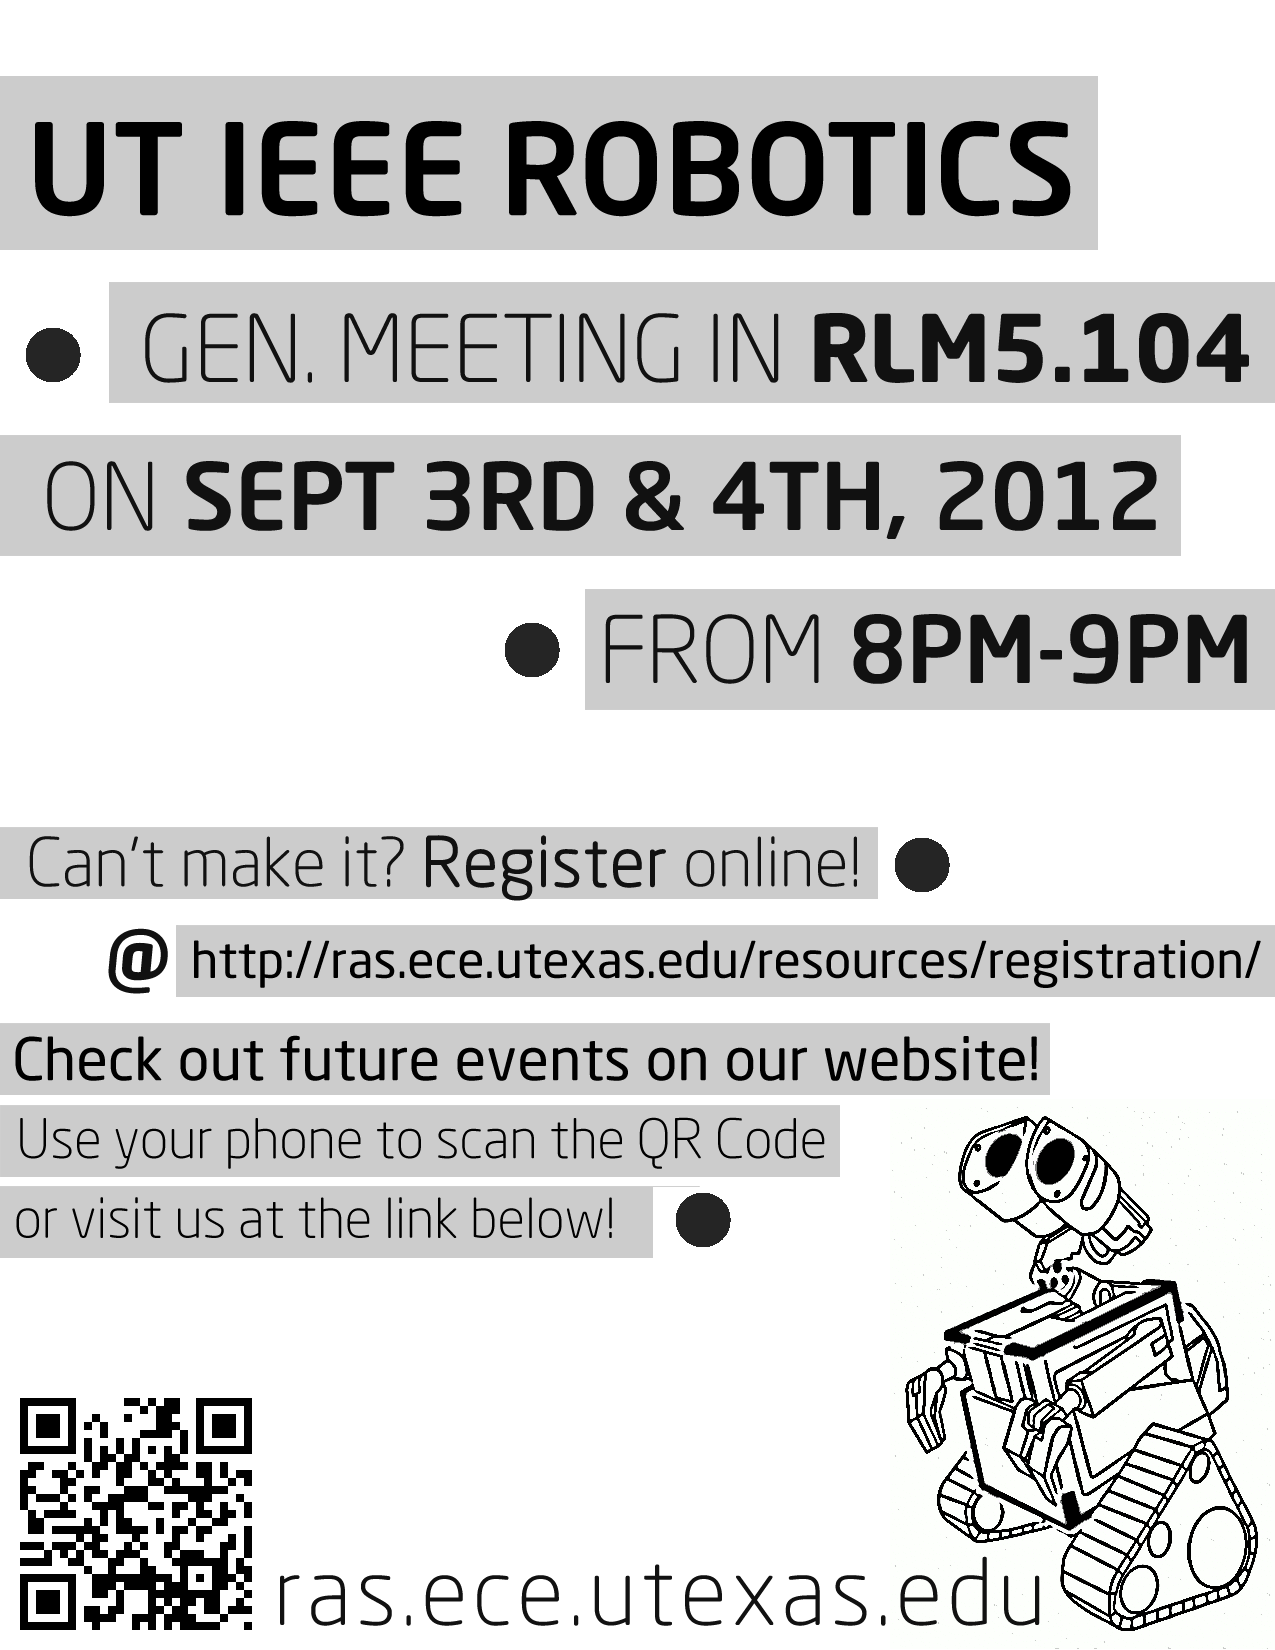 UT IEEE ROBOTICS
GEN. MEETING IN RLM5.104
ON SEPT 3RD & 4TH, 2012
FROM 8PM-9PM
Can't make it? Register online!
@ http://ras.ece.utexas.edu/resources/registration/
Check out future events on our website!
Use your phone to scan the QR Code
or visit us at the link below!
ras.ece.utexas.edu